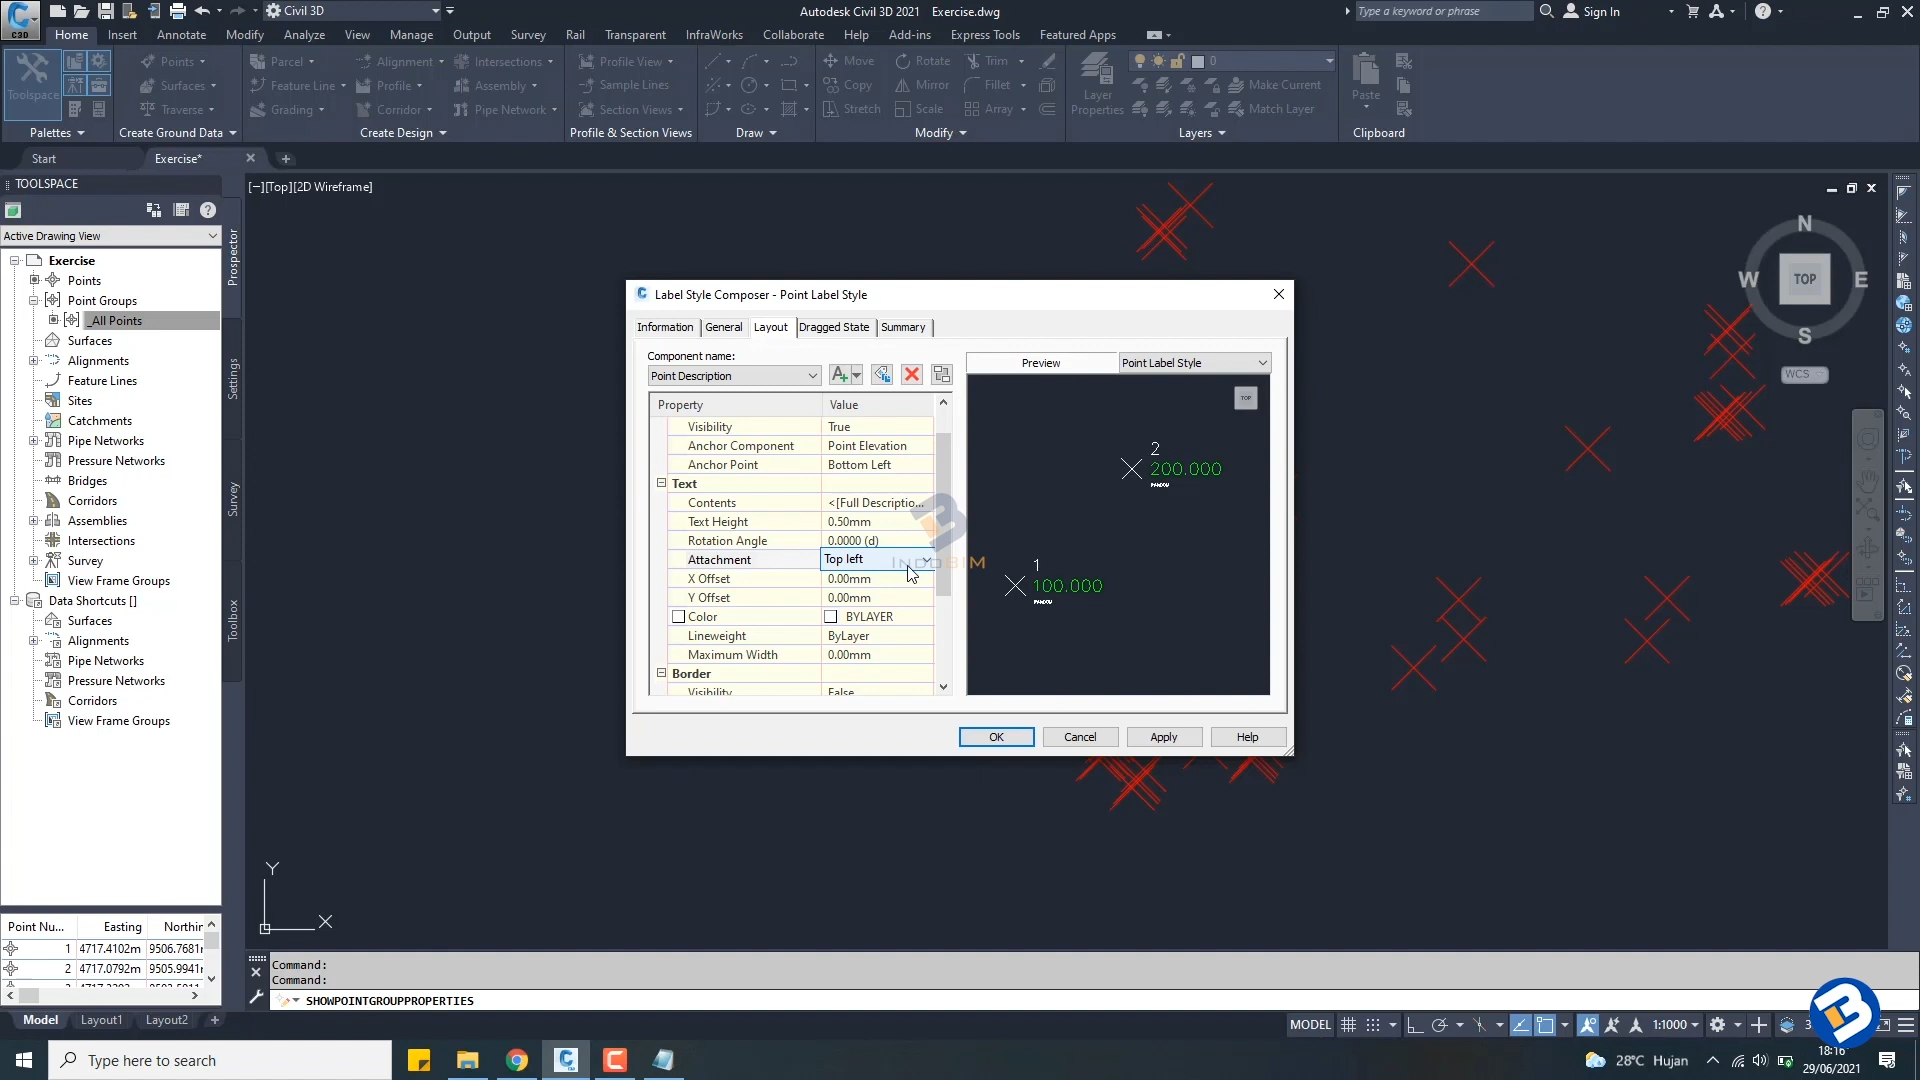 Civil 3D
Autodesk Civil 3D 2021 Exercise.dwg
Type a keyword or phrase
Sign In
C3D
Home Insert Annotate Modify Analyze View Manage Output Survey Rail Transparent InfraWorks Collaborate Help Add-ins Express Tools Featured Apps
Points Parcel Alignment Intersections Profile View Move Rotate Trim 0
Toolspace Surfaces Feature Line Profile Assembly Sample Lines Copy Mirror Fillet Layer Properties Make Current Paste
Traverse Grading Corridor Pipe Network Section Views Stretch Scale Array Match Layer
Palettes Create Ground Data Create Design Profile & Section Views Draw Modify Layers Clipboard
Start Exercise*
TOOLSPACE
[−][Top][2D Wireframe]
Active Drawing View
Prospector
Settings
Survey
Toolbox
Exercise
Points
Point Groups
_All Points
Surfaces
Alignments
Feature Lines
Sites
Catchments
Pipe Networks
Pressure Networks
Bridges
Corridors
Assemblies
Intersections
Survey
View Frame Groups
Data Shortcuts []
Surfaces
Alignments
Pipe Networks
Pressure Networks
Corridors
View Frame Groups
Point Nu... Easting Northin
1 4717.4102m 9506.7681r
2 4717.0792m 9505.9941r
Label Style Composer - Point Label Style
Information General Layout Dragged State Summary
Component name:
Point Description
Preview Point Label Style
Property Value
Visibility True
Anchor Component Point Elevation
Anchor Point Bottom Left
Text
Contents <[Full Descriptio...
Text Height 0.50mm
Rotation Angle 0.0000 (d)
Attachment Top left
X Offset 0.00mm
Y Offset 0.00mm
Color BYLAYER
Lineweight ByLayer
Maximum Width 0.00mm
Border
Visibility False
TOP
2
200.000
1
100.000
INDOBIM
OK Cancel Apply Help
N
W TOP E
S
WCS
Y
X
Command:
Command:
SHOWPOINTGROUPPROPERTIES
Model Layout1 Layout2 +
MODEL 1:1000
Type here to search
28°C Hujan
18:16
29/06/2021